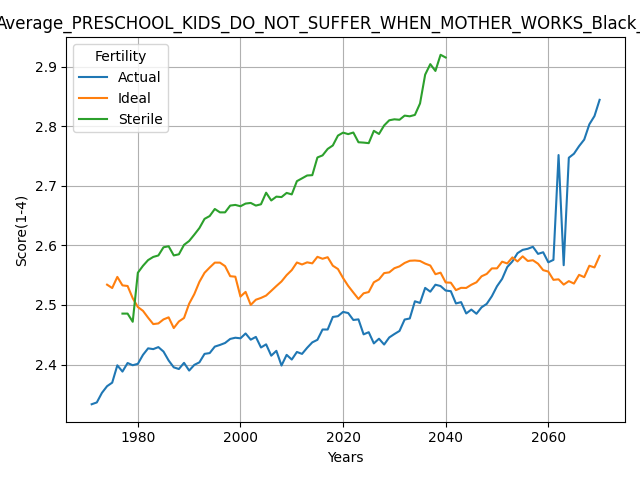 Average_PRESCHOOL_KIDS_DO_NOT_SUFFER_WHEN_MOTHER_WORKS_Black_
Fertility
Actual
Ideal
Sterile
Score(1-4)
2.9
2.8
2.7
2.6
2.5
2.4
1980 2000 2020 2040 2060
Years